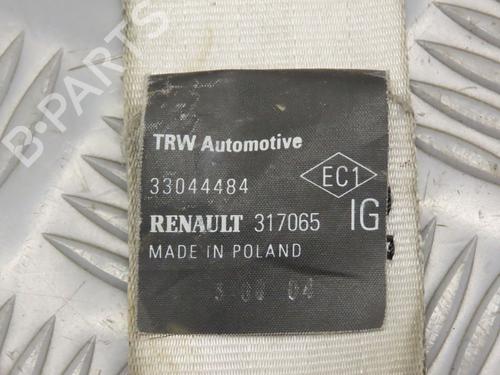 TRW Automotive
33044484
EC1
RENAULT 317065
IG
MADE IN POLAND
B-PARTS